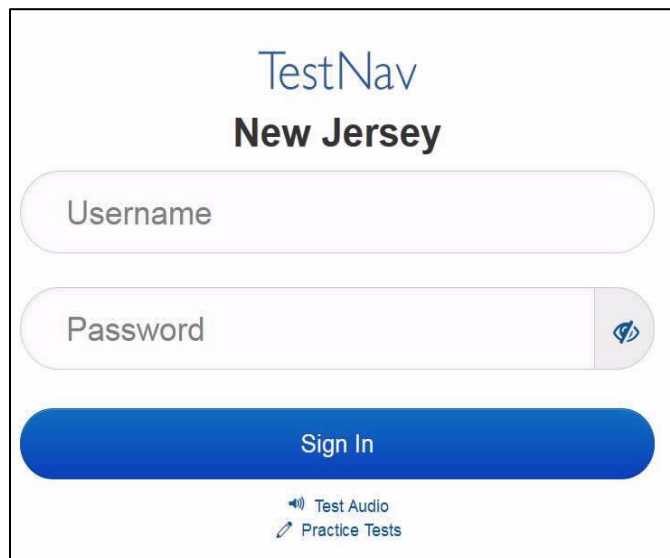 TestNav
New Jersey
Username
Password
Sign In
Test Audio
Practice Tests